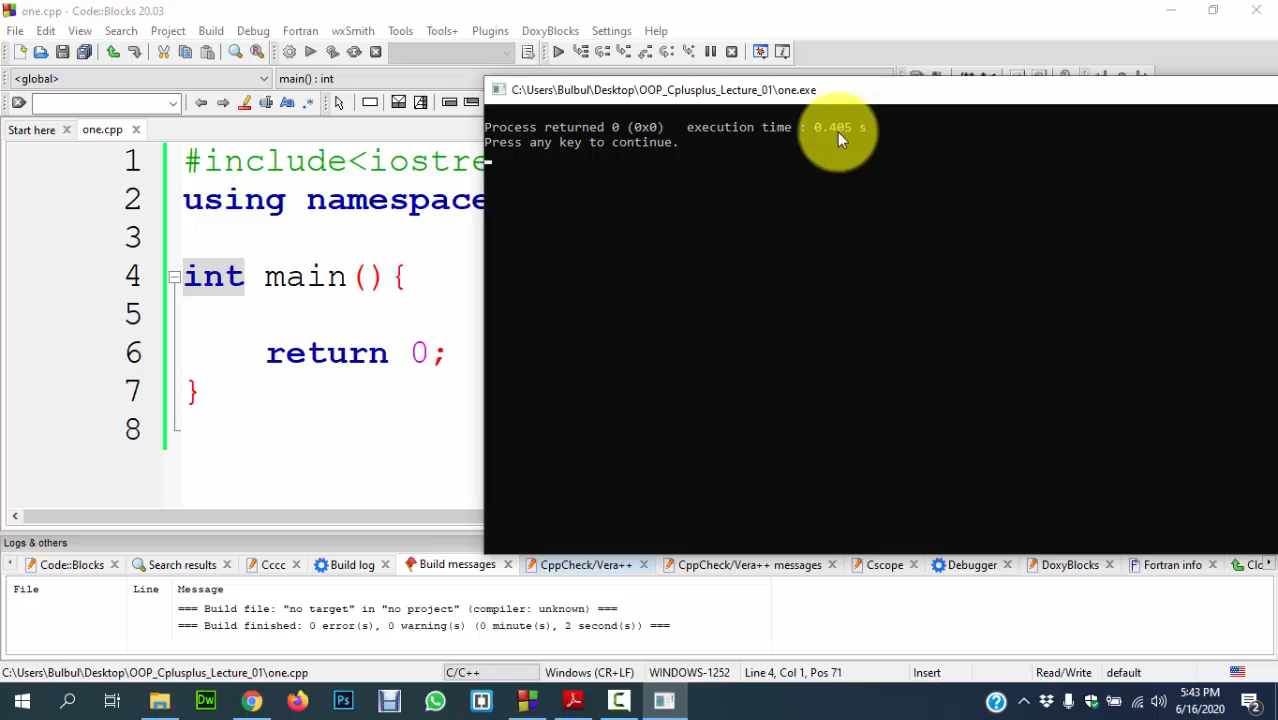 one.cpp - Code::Blocks 20.03
File Edit View Search Project Build Debug Fortran wxSmith Tools Tools+ Plugins DoxyBlocks Settings Help
<global> main() : int
C:\Users\Bulbul\Desktop\OOP_Cplusplus_Lecture_01\one.exe
Start here one.cpp
Process returned 0 (0x0) execution time : 0.405 s
Press any key to continue.
1 #include<iostre
2 using namespace
3
4 int main(){
5
6 return 0;
7 }
8
Logs & others
Code::Blocks Search results Cccc Build log Build messages CppCheck/Vera++ CppCheck/Vera++ messages Cscope Debugger DoxyBlocks Fortran info Clo
File Line Message
=== Build file: "no target" in "no project" (compiler: unknown) ===
=== Build finished: 0 error(s), 0 warning(s) (0 minute(s), 2 second(s)) ===
C:\Users\Bulbul\Desktop\OOP_Cplusplus_Lecture_01\one.cpp C/C++ Windows (CR+LF) WINDOWS-1252 Line 4, Col 1, Pos 71 Insert Read/Write default
Dw Ps 5:43 PM
6/16/2020 2